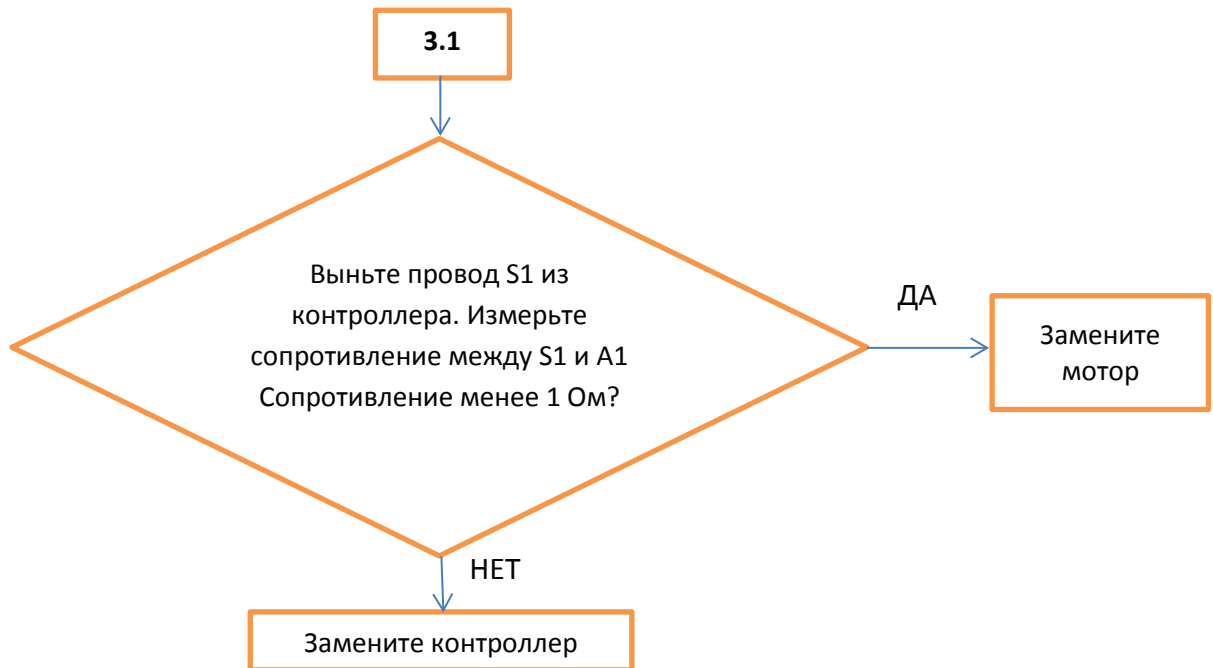 3.1
Выньте провод S1 из
контроллера. Измерьте
сопротивление между S1 и A1
Сопротивление менее 1 Ом?
ДА
Замените
мотор
НЕТ
Замените контроллер